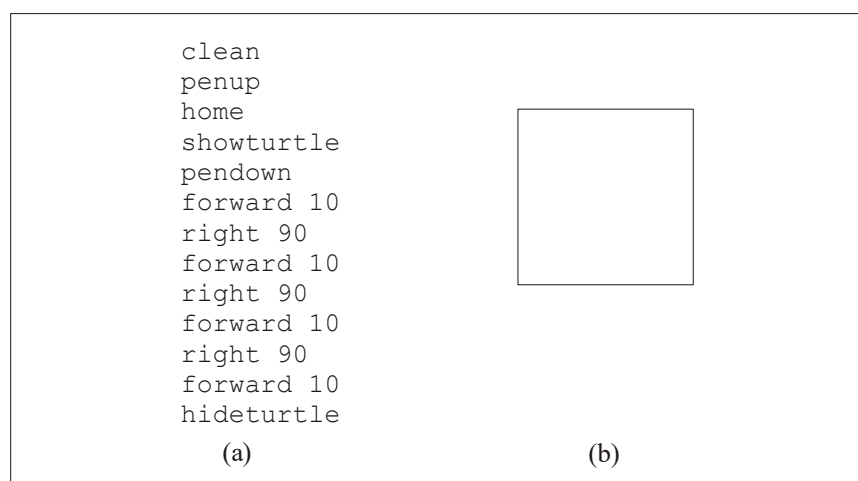 clean
penup
home
showturtle
pendown
forward 10
right 90
forward 10
right 90
forward 10
right 90
forward 10
hideturtle
(a)
(b)